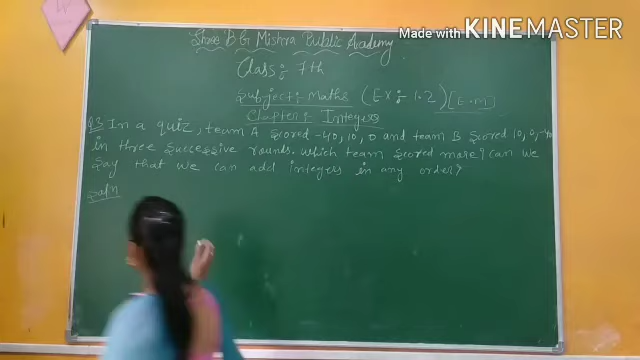 Made with KINEMASTER
Shree B G Mishra Public Academy
Class :- 7th
Subject :- Maths (Ex :- 1.2) [E.M]
Chapter :- Integers
Q3 In a quiz, team A scored -40, 10, 0 and team B scored 10, 0, -40
in three successive rounds. Which team scored more? Can we
say that we can add integers in any order?
Sol/n